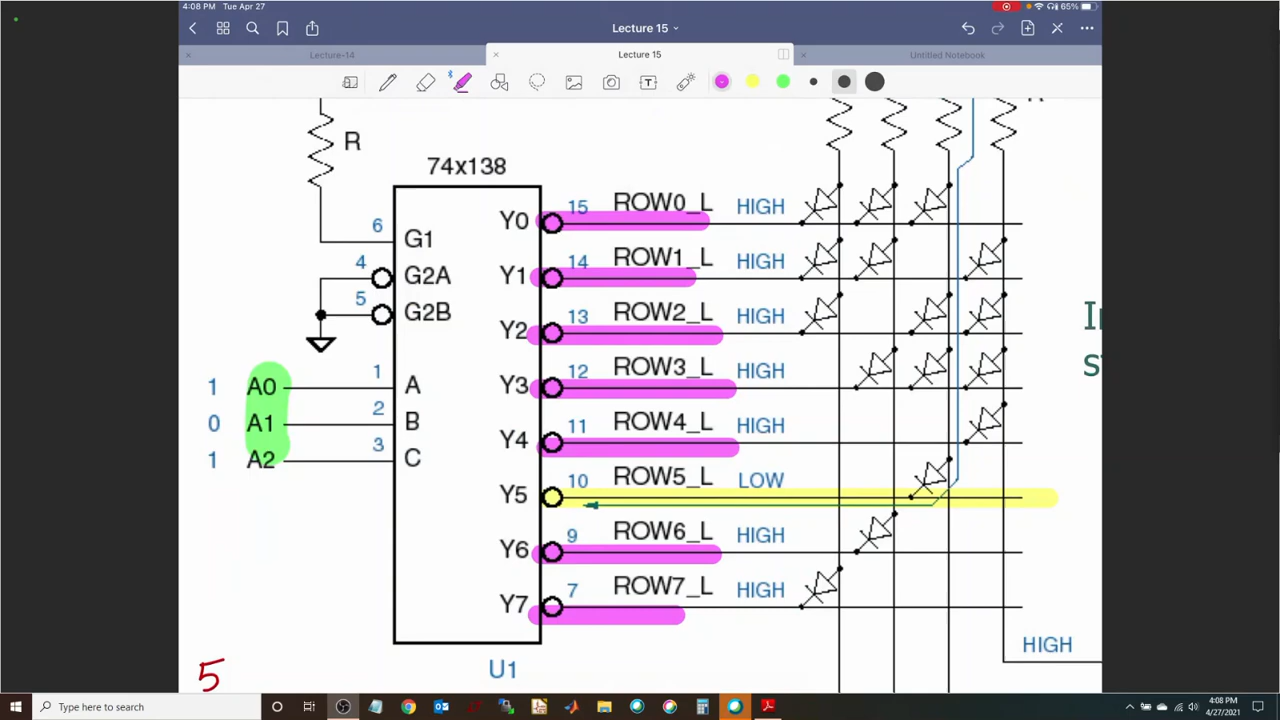 4:08 PM Tue Apr 27
65%
Lecture 15
Lecture-14
Lecture 15
Untitled Notebook
T
R
74x138
6 G1
4 G2A
5 G2B
1 A0 1 A
0 A1 2 B
1 A2 3 C
Y0 15 ROW0_L HIGH
Y1 14 ROW1_L HIGH
Y2 13 ROW2_L HIGH
Y3 12 ROW3_L HIGH
Y4 11 ROW4_L HIGH
Y5 10 ROW5_L LOW
Y6 9 ROW6_L HIGH
Y7 7 ROW7_L HIGH
HIGH
U1
5
Type here to search
4:08 PM
4/27/2021